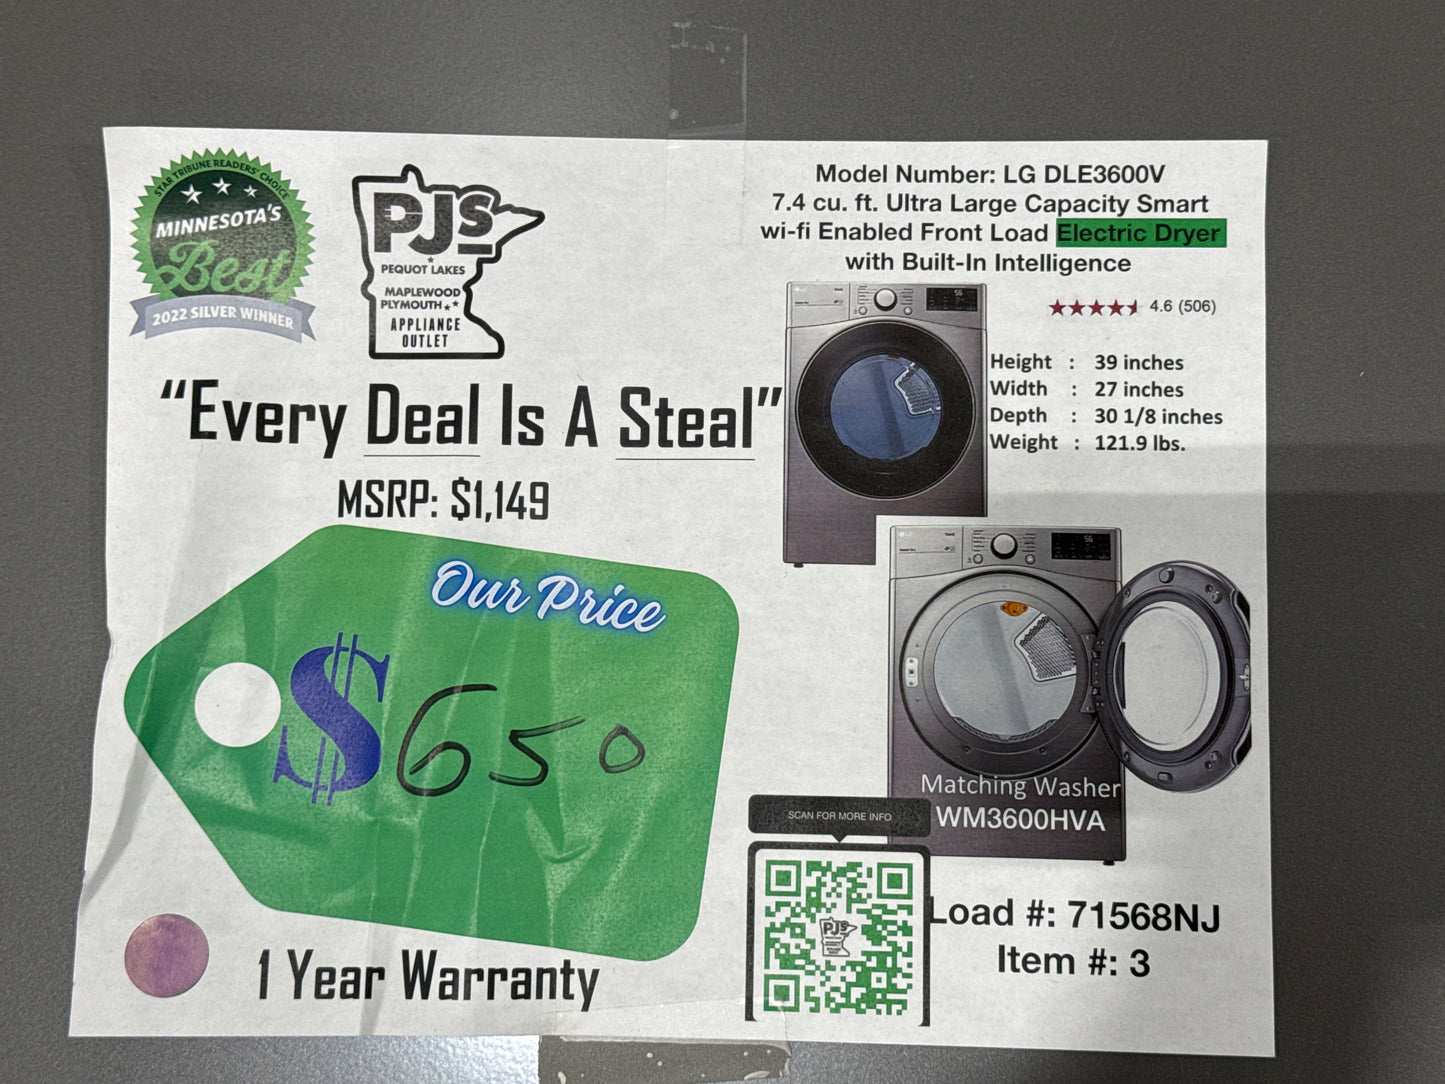 STAR TRIBUNE READERS' CHOICE
MINNESOTA'S
Best
2022 SILVER WINNER
PJS
PEQUOT LAKES
MAPLEWOOD
PLYMOUTH
APPLIANCE
OUTLET
Model Number: LG DLE3600V
7.4 cu. ft. Ultra Large Capacity Smart
wi-fi Enabled Front Load Electric Dryer
with Built-In Intelligence
4.6 (506)
Height : 39 inches
Width : 27 inches
Depth : 30 1/8 inches
Weight : 121.9 lbs.
“Every Deal Is A Steal”
MSRP: $1,149
Our Price
$650
Matching Washer
WM3600HVA
SCAN FOR MORE INFO
PJS
Load #: 71568NJ
Item #: 3
1 Year Warranty